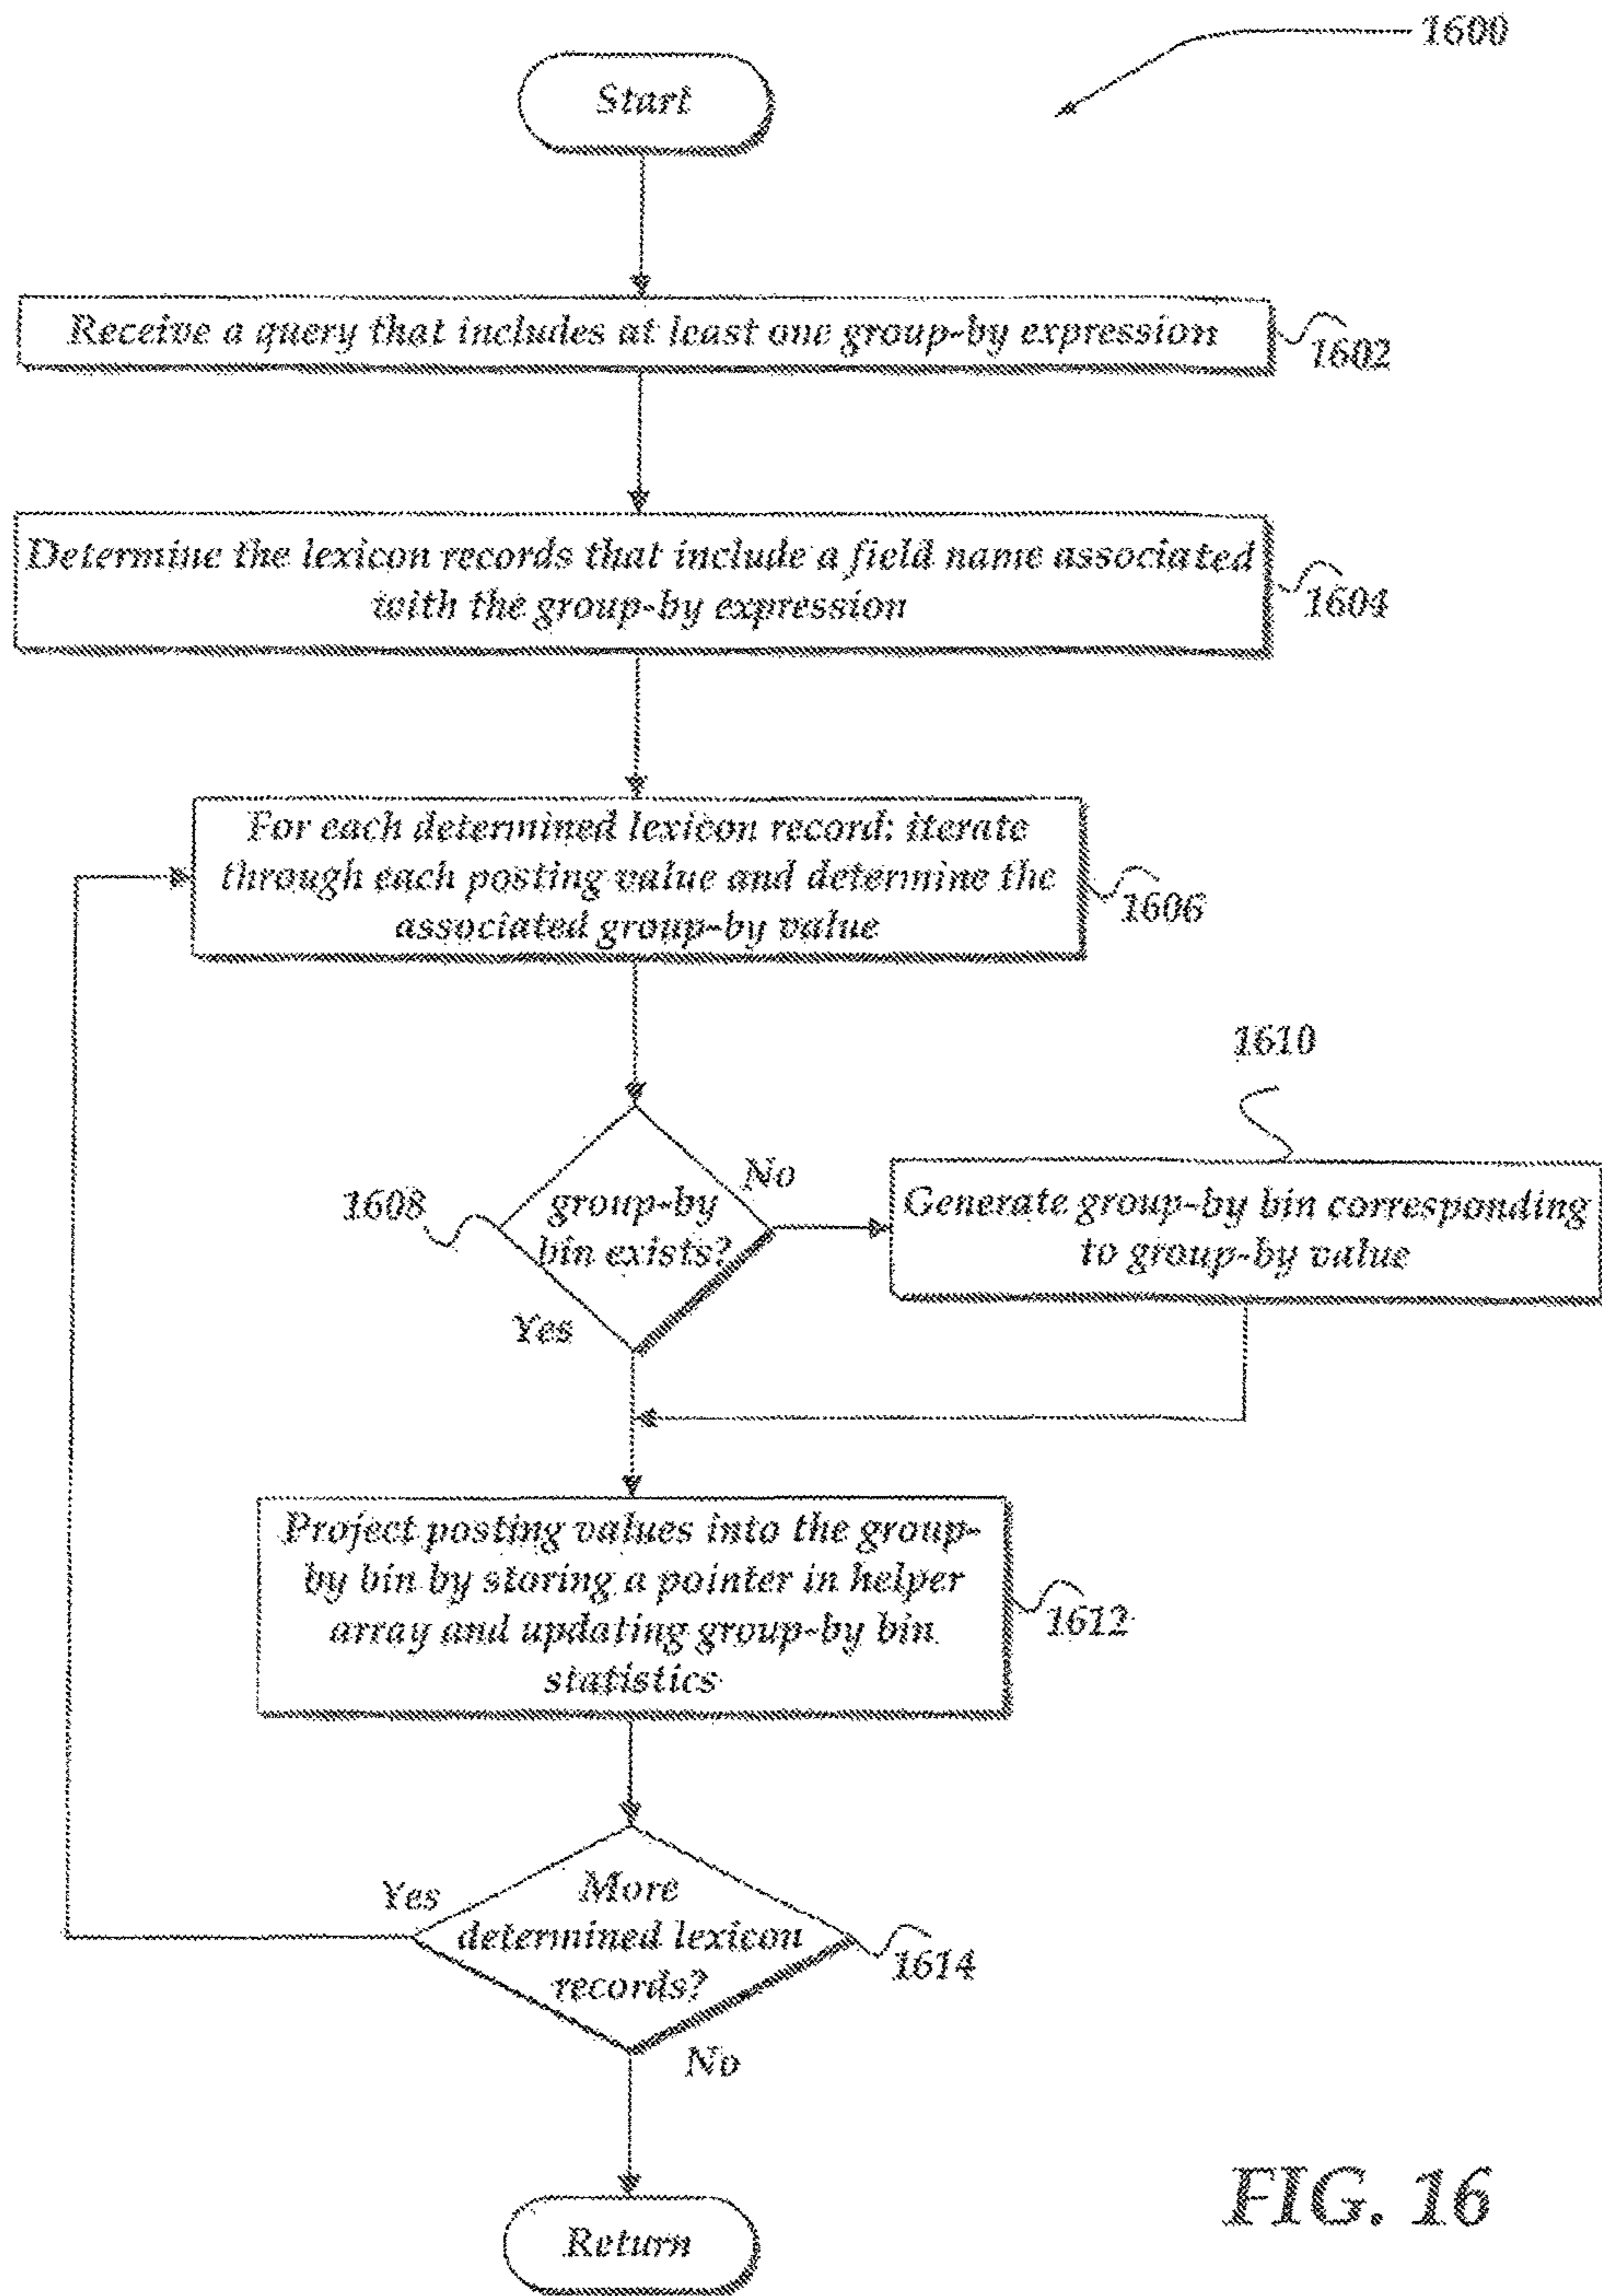 1600
Start
Receive a query that includes at least one group-by expression
1602
Determine the lexicon records that include a field name associated
with the group-by expression
1604
For each determined lexicon record: iterate
through each posting value and determine the
associated group-by value
1606
1610
No
1608
group-by
bin exists?
Generate group-by bin corresponding
to group-by value
Yes
Project posting values into the group-
by bin by storing a pointer in helper
array and updating group-by bin
statistics
1612
Yes
More
determined lexicon
records?
1614
No
Return
FIG. 16